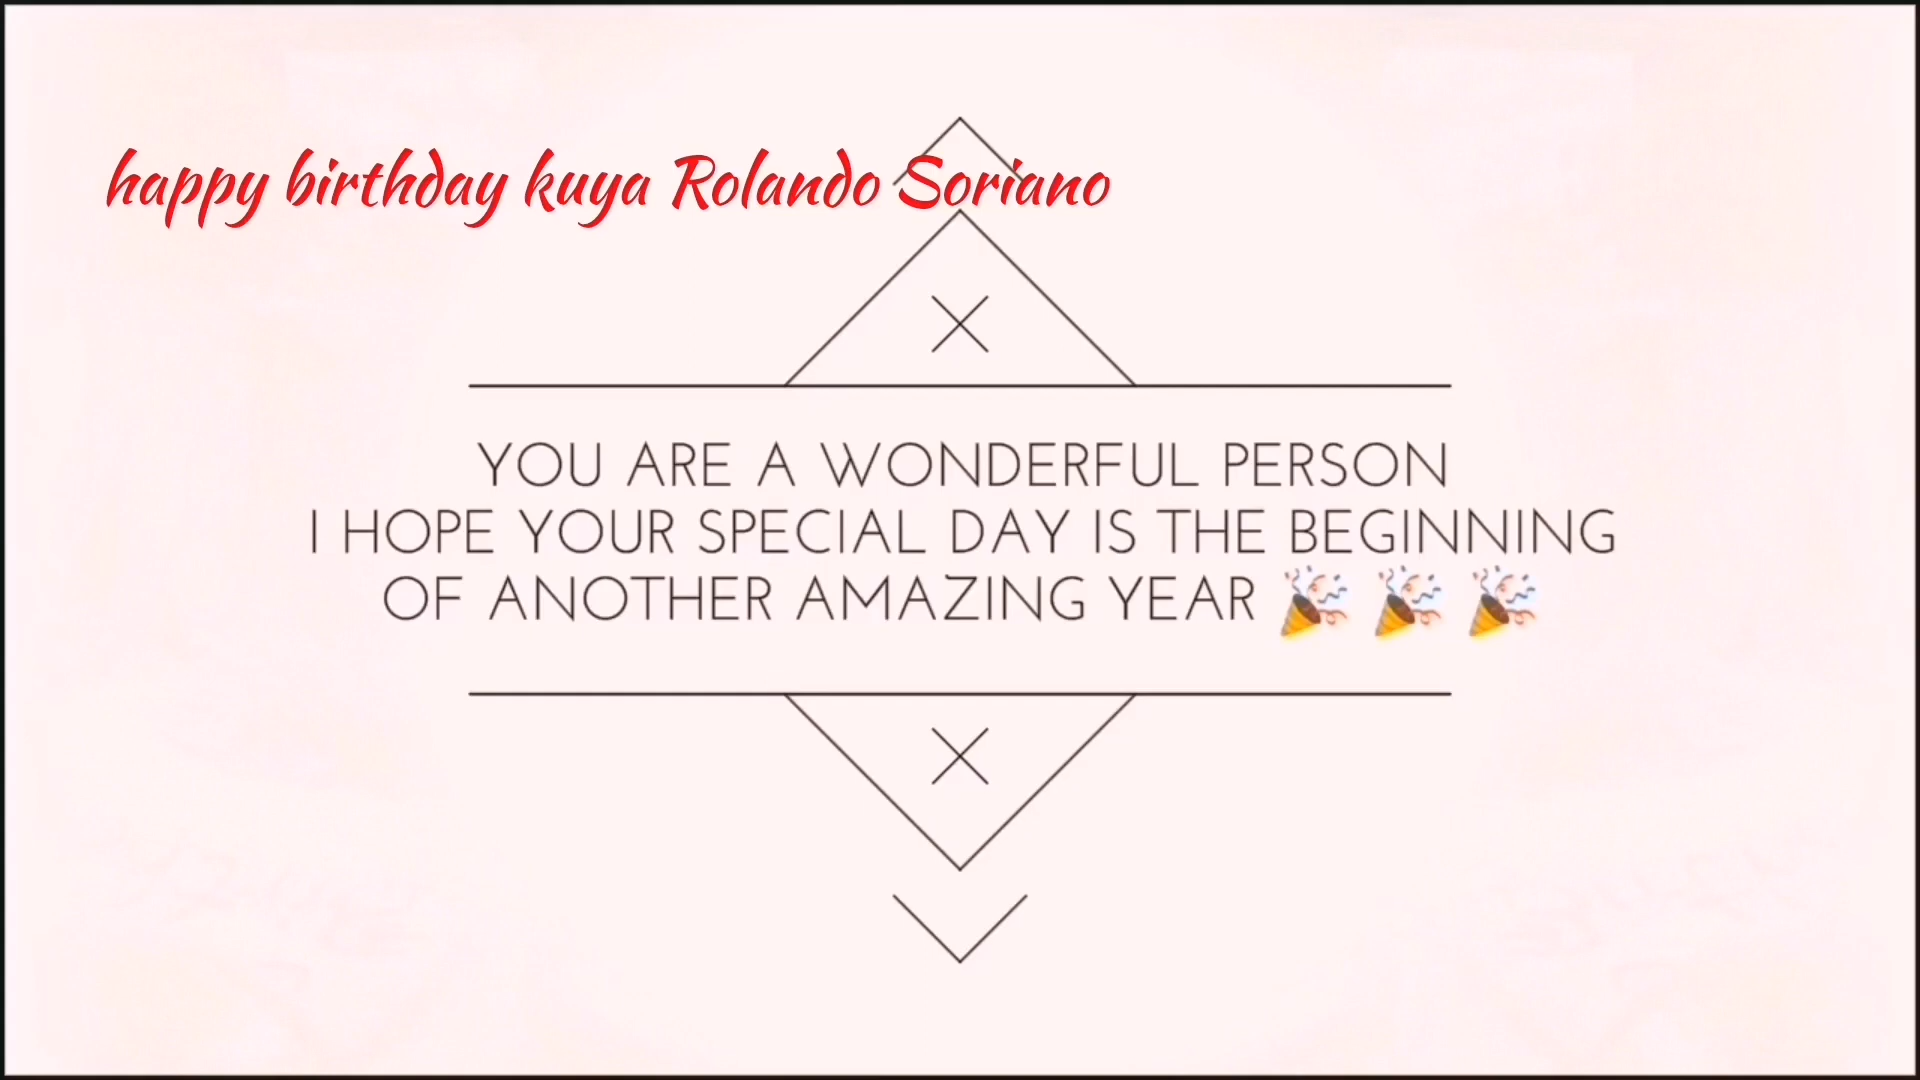 happy birthday kuya Rolando Soriano
YOU ARE A WONDERFUL PERSON
I HOPE YOUR SPECIAL DAY IS THE BEGINNING
OF ANOTHER AMAZING YEAR 🎉 🎉 🎉